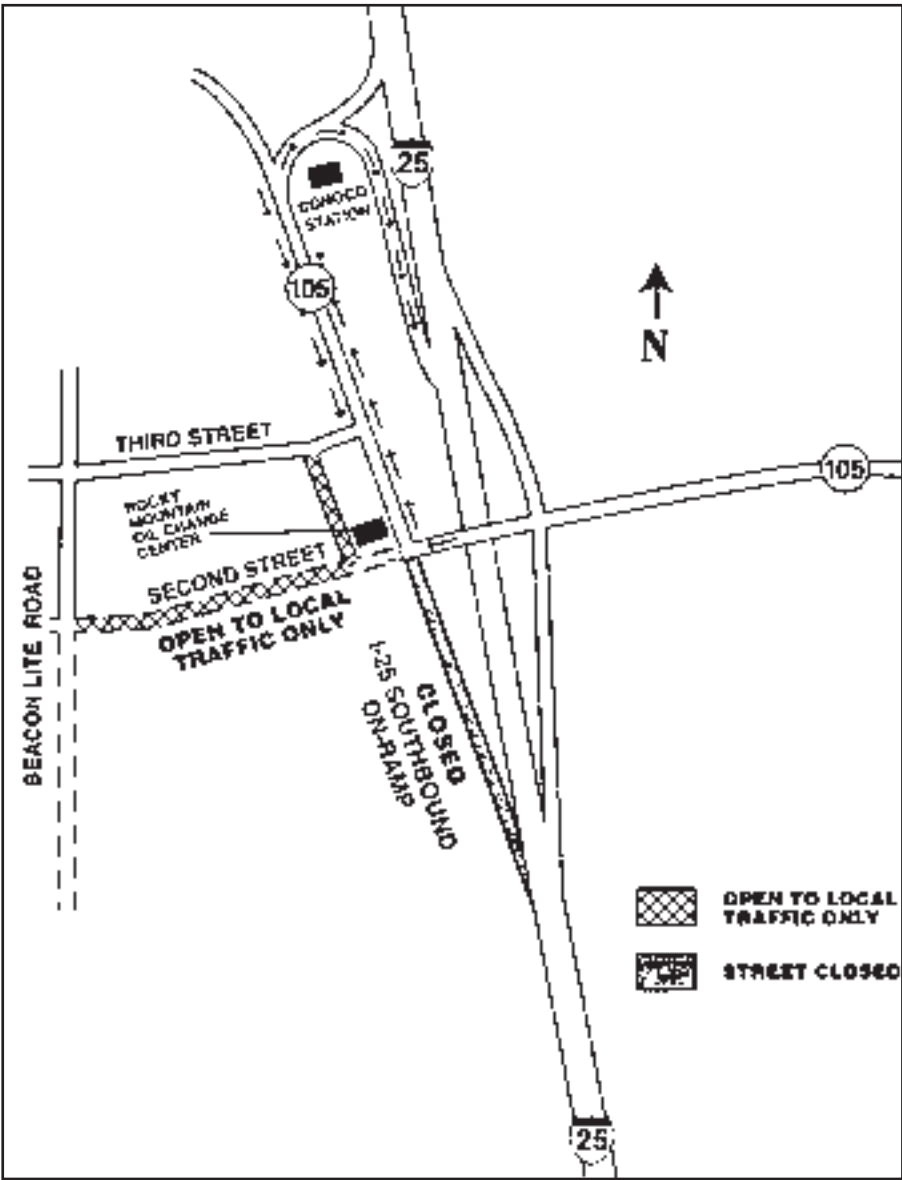 25
CONOCO
STATION
105
N
THIRD STREET
105
ROCKY
MOUNTAIN
OIL CHANGE
CENTER
SECOND STREET
OPEN TO LOCAL
TRAFFIC ONLY
BEACON LITE ROAD
CLOSED
I-25 SOUTHBOUND
ON-RAMP
OPEN TO LOCAL
TRAFFIC ONLY
STREET CLOSED
25